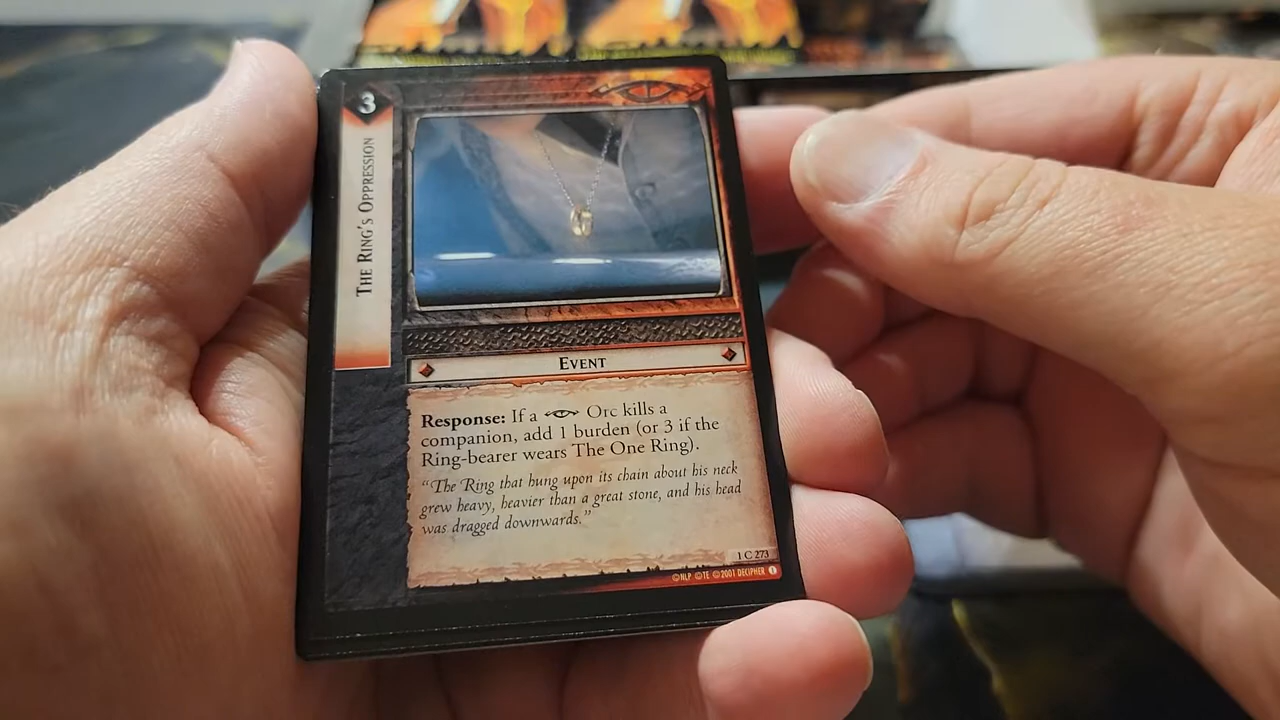 3
THE RING'S OPPRESSION
EVENT
Response: If a Orc kills a
companion, add 1 burden (or 3 if the
Ring-bearer wears The One Ring).
“The Ring that hung upon its chain about his neck
grew heavy, heavier than a great stone, and his head
was dragged downwards.”
1 C 273
©NLP ©TE ©2001 DECIPHER